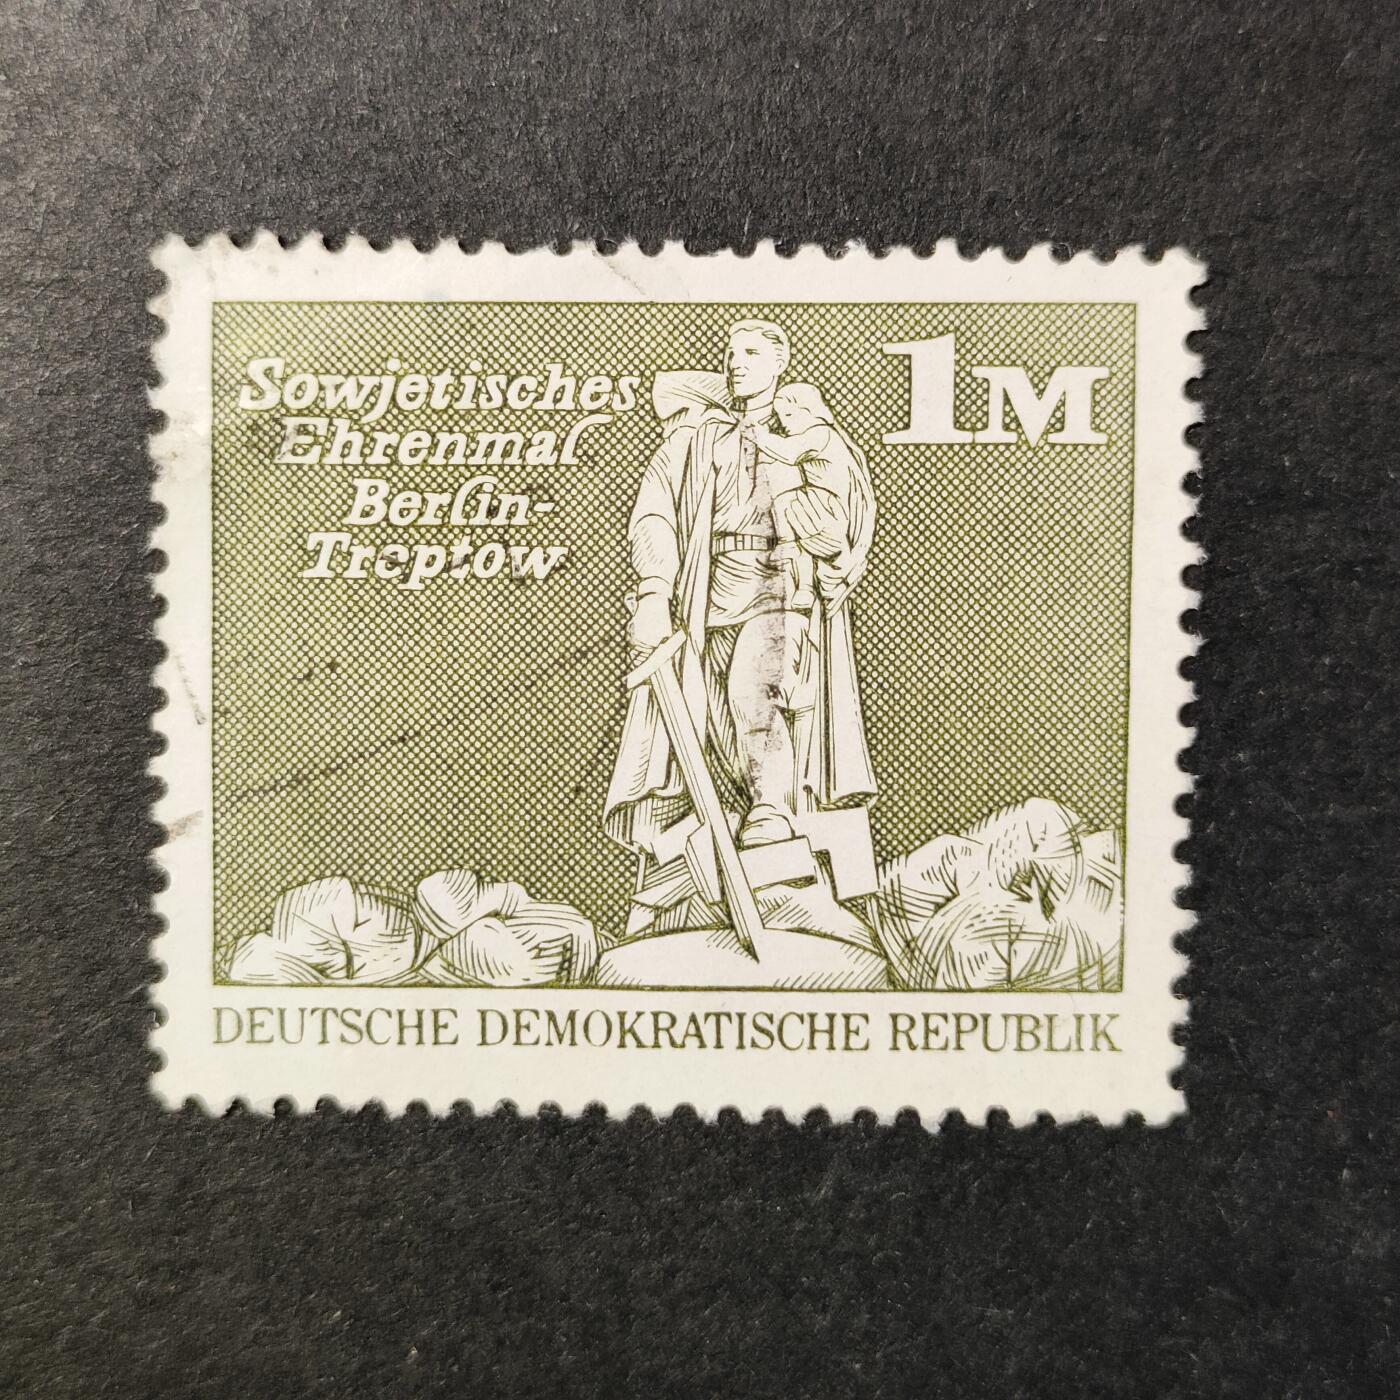 Sowjetisches
Ehrenmal
Berlin-
Treptow
1M
DEUTSCHE DEMOKRATISCHE REPUBLIK